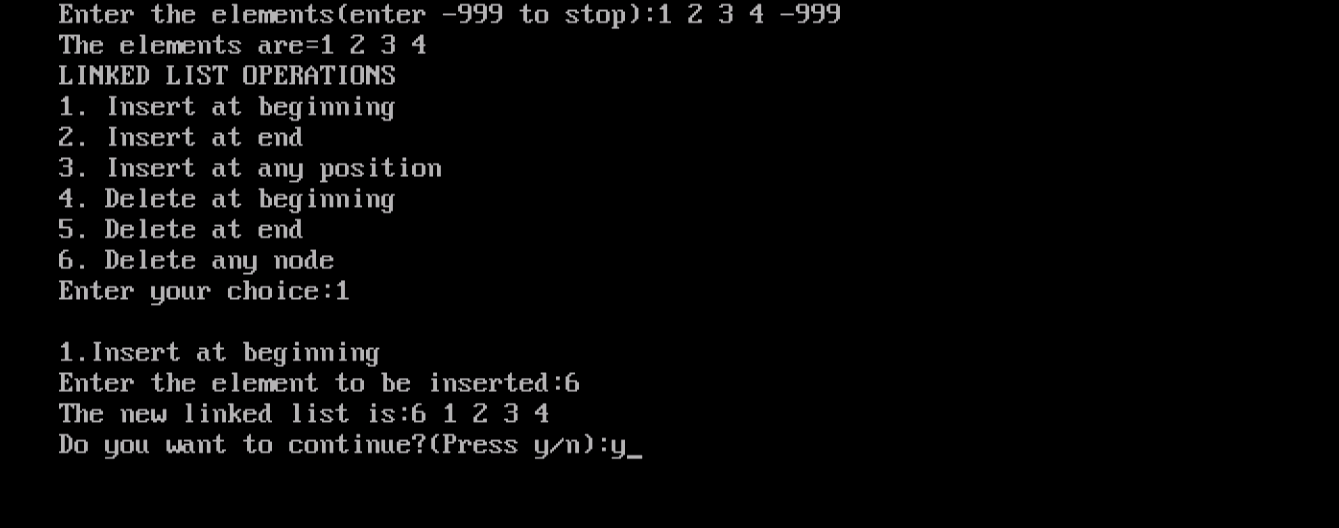 Enter the elements(enter -999 to stop):1 2 3 4 -999
The elements are=1 2 3 4
LINKED LIST OPERATIONS
1. Insert at beginning
2. Insert at end
3. Insert at any position
4. Delete at beginning
5. Delete at end
6. Delete any node
Enter your choice:1
1.Insert at beginning
Enter the element to be inserted:6
The new linked list is:6 1 2 3 4
Do you want to continue?(Press y/n):y_